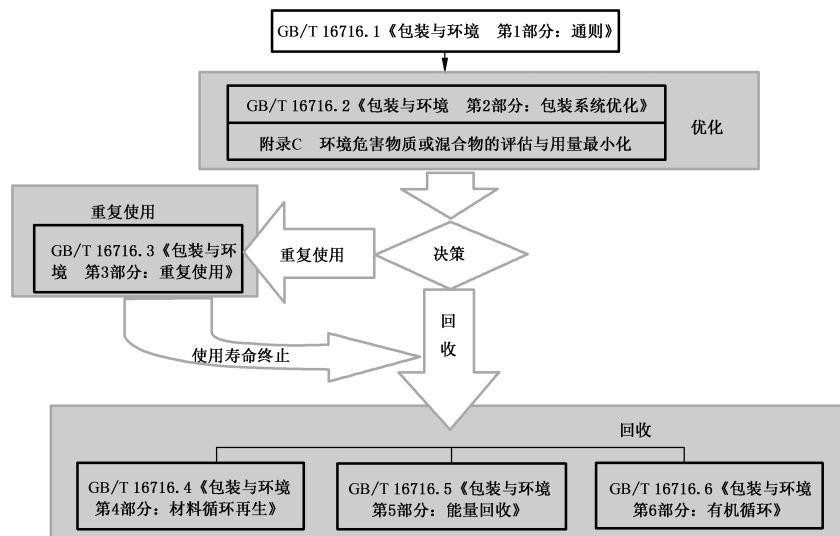 GB/T 16716.1《包装与环境　第1部分：通则》
GB/T 16716.2《包装与环境　第2部分：包装系统优化》
附录C　环境危害物质或混合物的评估与用量最小化
优化
重复使用
GB/T 16716.3《包装与环
境　第3部分：重复使用》
重复使用
决策
回
收
使用寿命终止
回收
GB/T 16716.4《包装与环境
第4部分：材料循环再生》
GB/T 16716.5《包装与环境
第5部分：能量回收》
GB/T 16716.6《包装与环境
第6部分：有机循环》